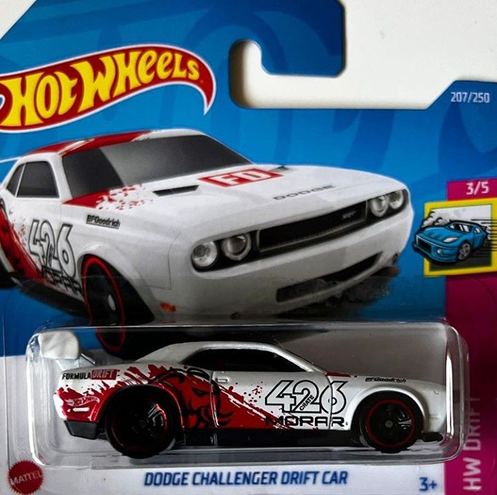 HOT WHEELS
207/250
3/5
FD
DODGE
BFGoodrich
426
FORMULA DRIFT
426
BFGoodrich
MOPAR
HW DRIFT
MATTEL
DODGE CHALLENGER DRIFT CAR
3+